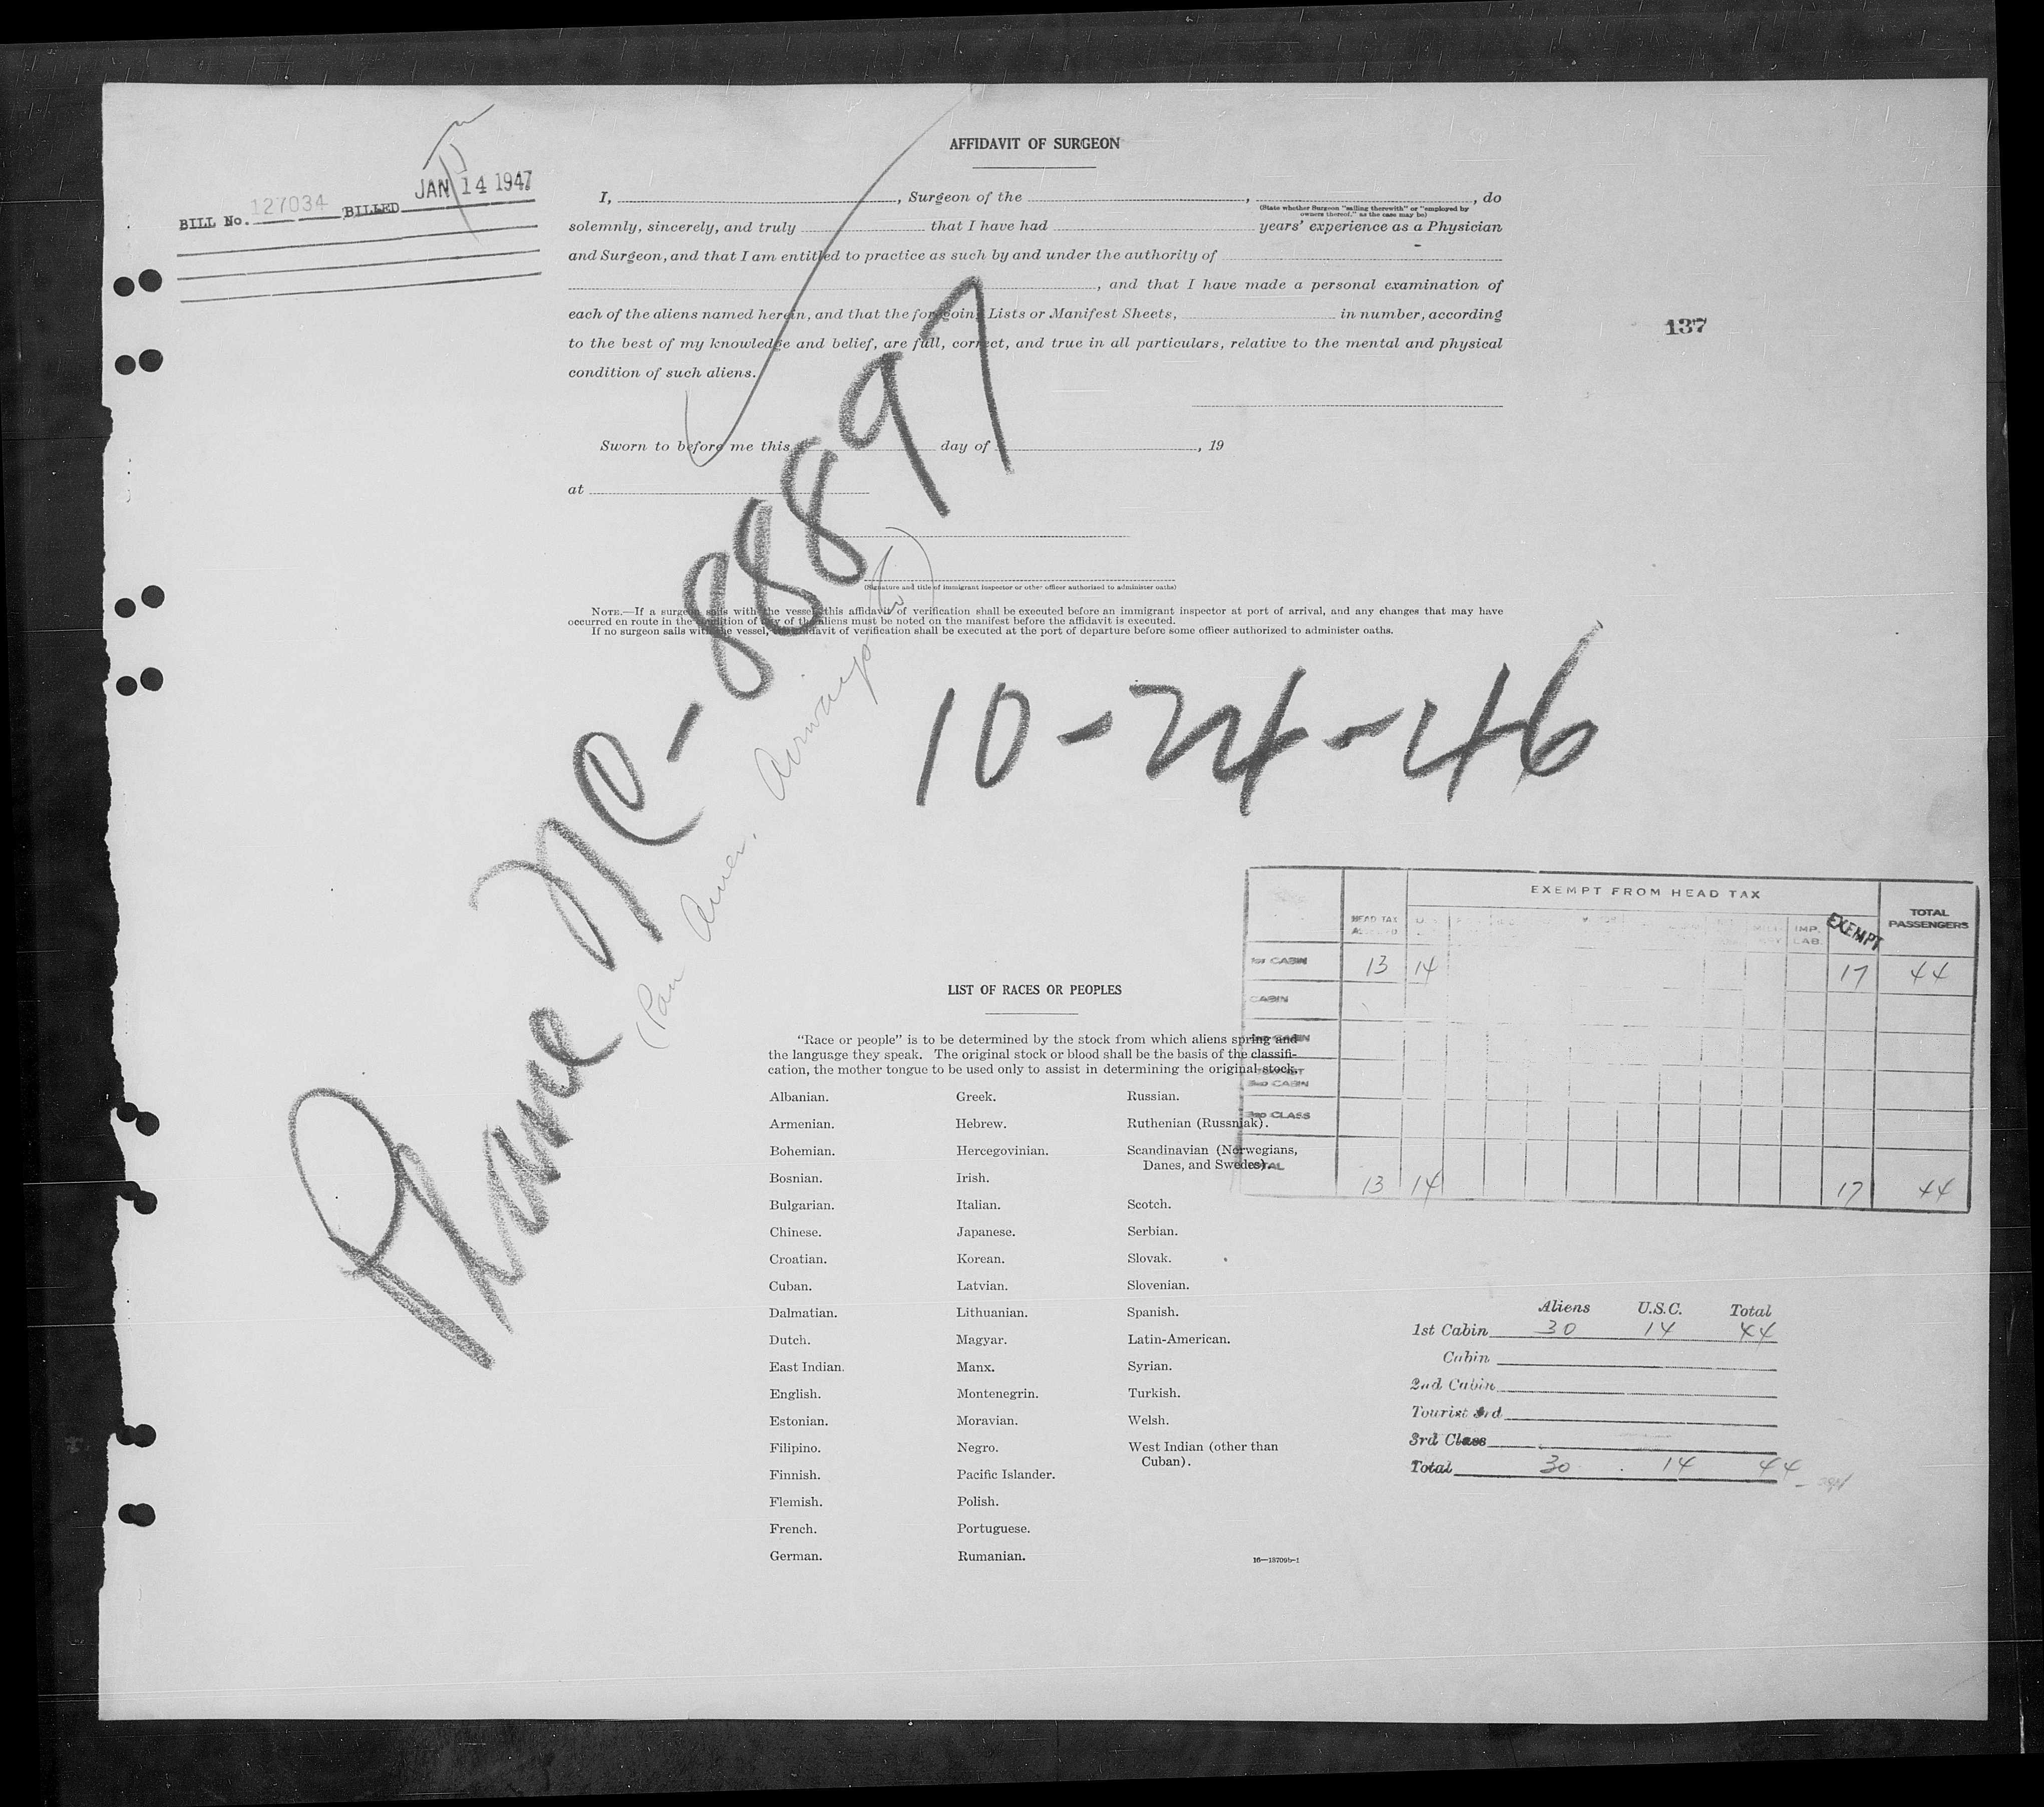 AFFIDAVIT OF SURGEON
BILL No. 127034 BILLED JAN 14 1947
I, , Surgeon of the , , do
(State whether Surgeon "sailing therewith" or "employed by
owners thereof," as the case may be)
solemnly, sincerely, and truly that I have had years' experience as a Physician
and Surgeon, and that I am entitled to practice as such by and under the authority of
, and that I have made a personal examination of
each of the aliens named herein, and that the foregoing Lists or Manifest Sheets, in number, according
to the best of my knowledge and belief, are full, correct, and true in all particulars, relative to the mental and physical
condition of such aliens.
137
Sworn to before me this day of , 19
at
(Signature and title of immigrant inspector or other officer authorized to administer oaths)
NOTE.—If a surgeon sails with the vessel, this affidavit of verification shall be executed before an immigrant inspector at port of arrival, and any changes that may have
occurred en route in the condition of any of the aliens must be noted on the manifest before the affidavit is executed.
If no surgeon sails with the vessel, this affidavit of verification shall be executed at the port of departure before some officer authorized to administer oaths.
Plane NC-88897
(Pan Amer. Airways
10-24-46
EXEMPT FROM HEAD TAX
HEAD TAX
IMP. LAB.
EXEMPT
TOTAL PASSENGERS
1st CABIN 13 14 17 44
CABIN
3RD CABIN
3RD CLASS
TOTAL 13 14 17 44
LIST OF RACES OR PEOPLES
"Race or people" is to be determined by the stock from which aliens spring and
the language they speak. The original stock or blood shall be the basis of the classifi-
cation, the mother tongue to be used only to assist in determining the original stock.
Albanian. Greek. Russian.
Armenian. Hebrew. Ruthenian (Russniak).
Bohemian. Hercegovinian. Scandinavian (Norwegians,
Danes, and Swedes).
Bosnian. Irish.
Bulgarian. Italian. Scotch.
Chinese. Japanese. Serbian.
Croatian. Korean. Slovak.
Cuban. Latvian. Slovenian.
Dalmatian. Lithuanian. Spanish.
Dutch. Magyar. Latin-American.
East Indian. Manx. Syrian.
English. Montenegrin. Turkish.
Estonian. Moravian. Welsh.
Filipino. Negro. West Indian (other than
Cuban).
Finnish. Pacific Islander.
Flemish. Polish.
French. Portuguese.
German. Rumanian.
16—13709b-1
Aliens U.S.C. Total
1st Cabin 30 14 44
Cabin
2nd Cabin
Tourist 3rd
3rd Class
Total 30 14 44